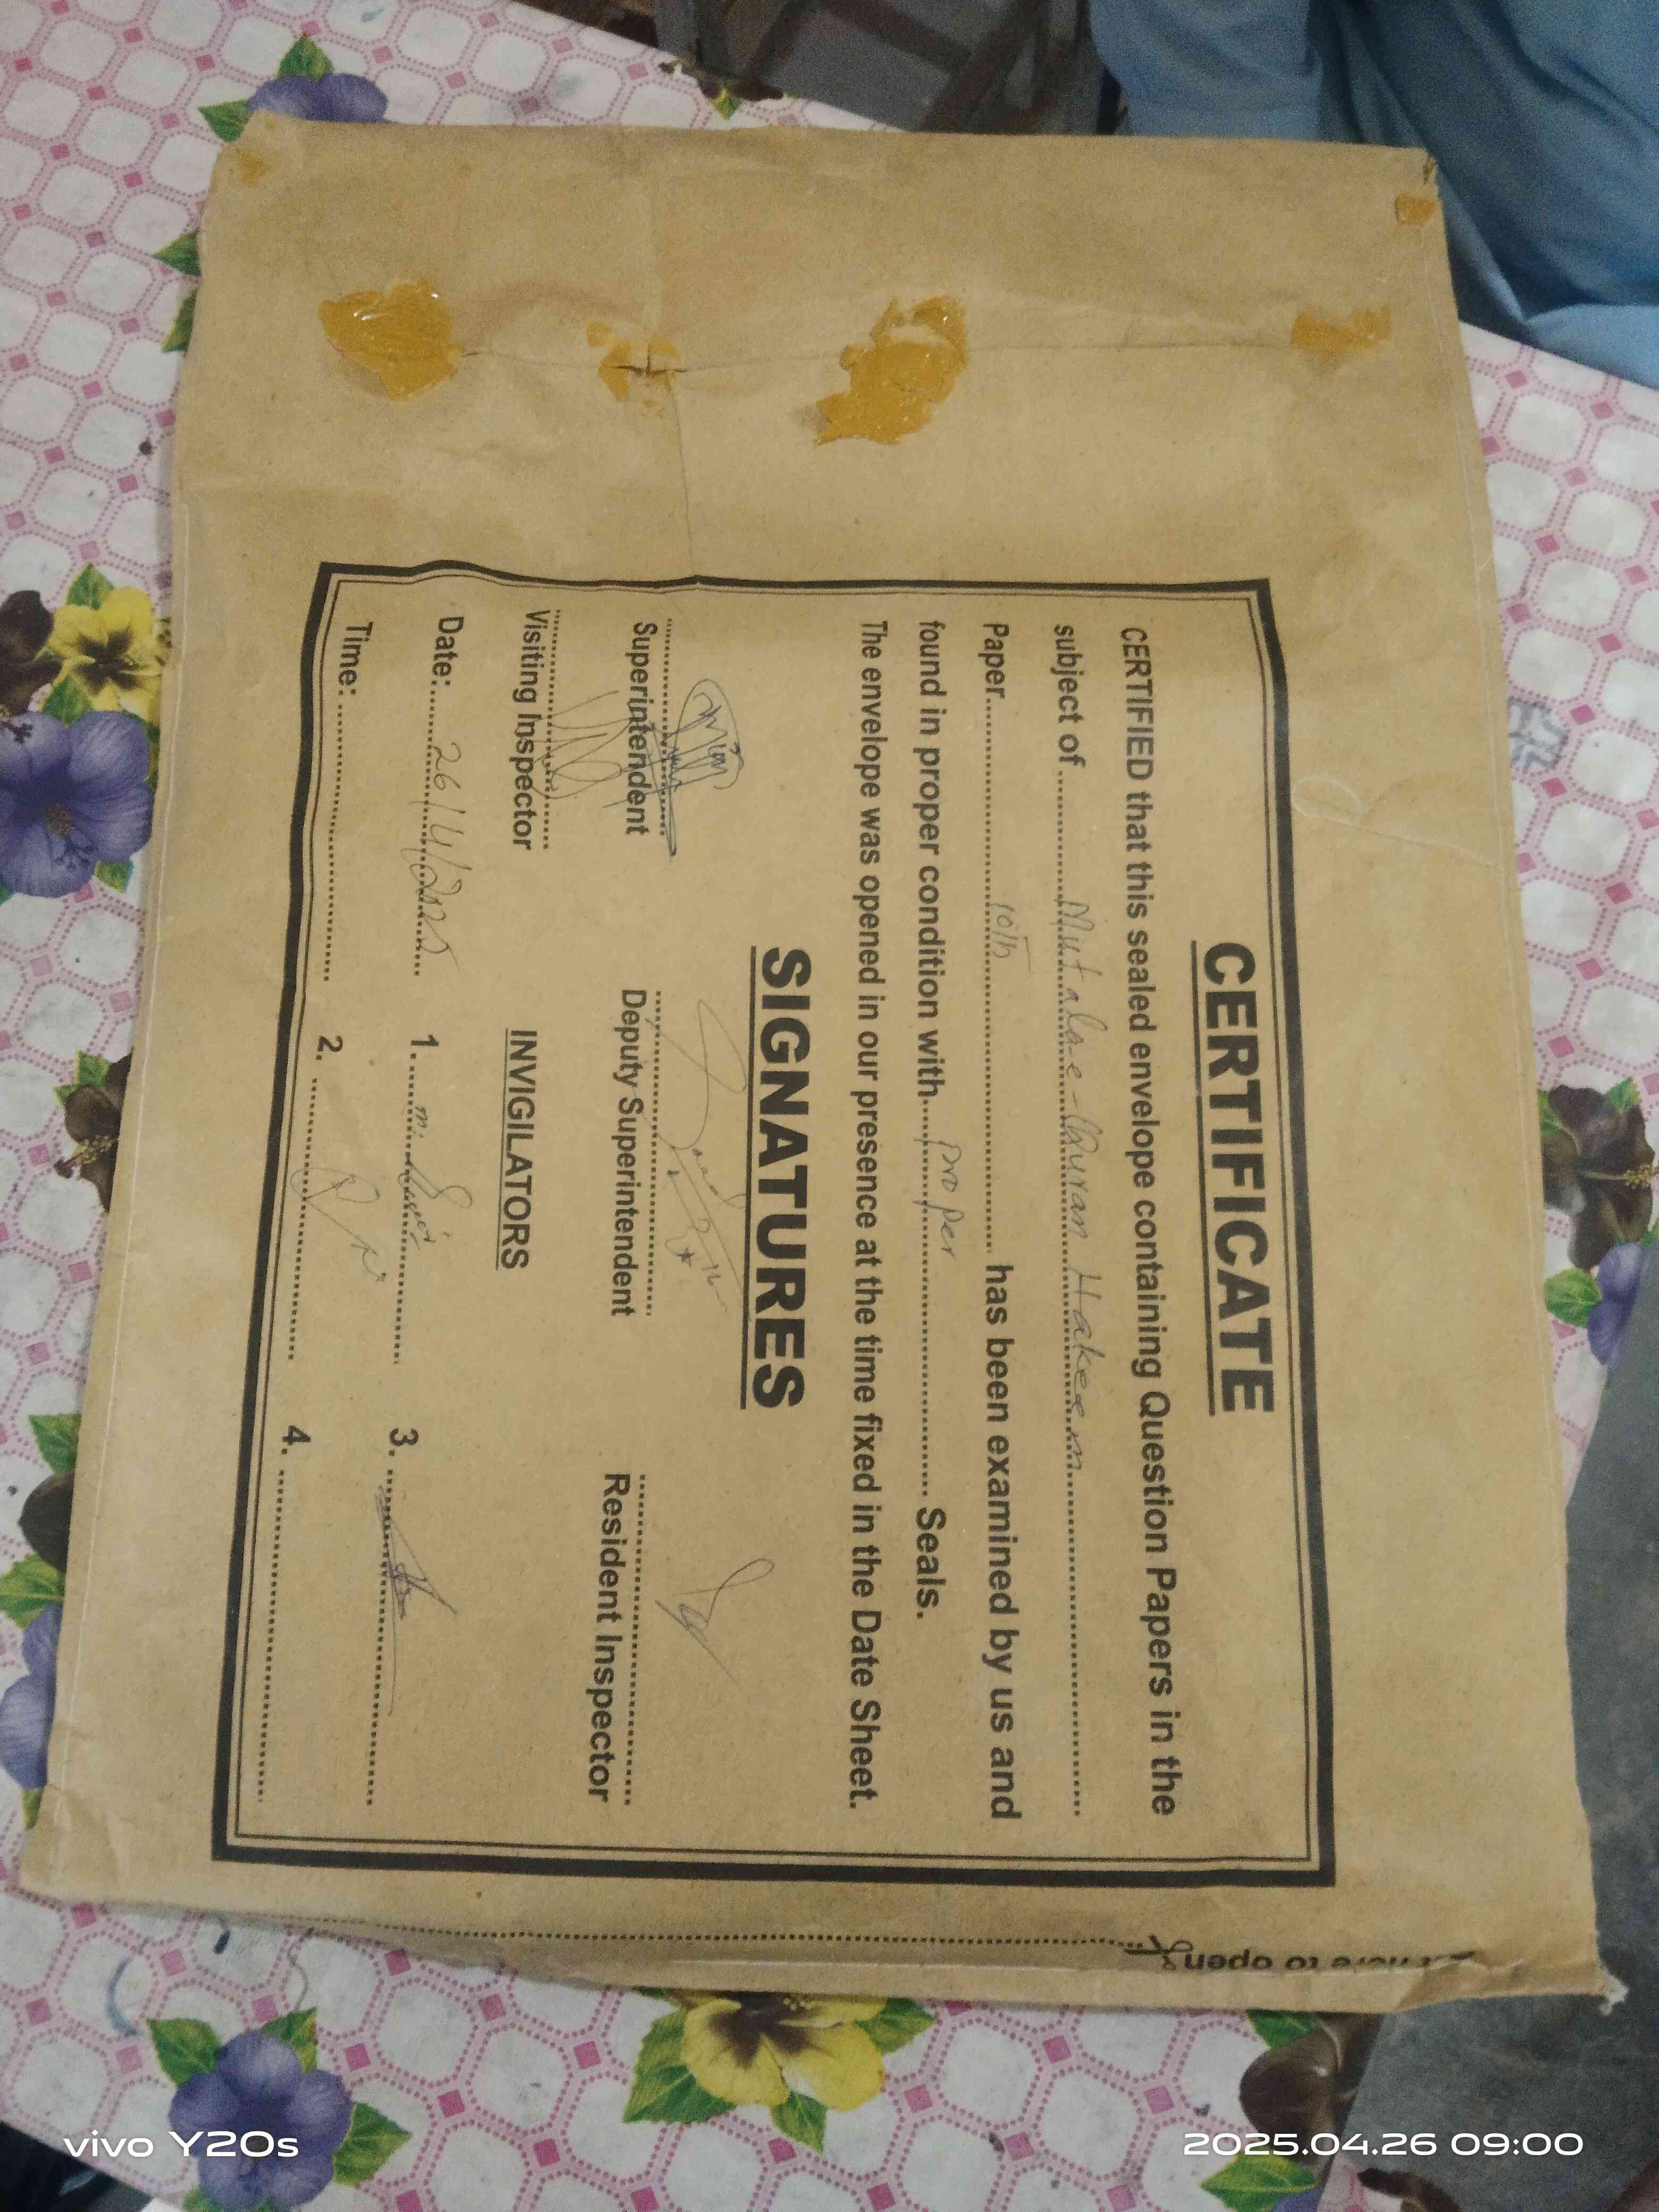 CERTIFICATE
CERTIFIED that this sealed envelope containing Question Papers in the
subject of........Mutala-e-Quran Hakeem........
Paper........10th........ has been examined by us and
found in proper condition with........proper........ Seals.
The envelope was opened in our presence at the time fixed in the Date Sheet.
SIGNATURES
Superintendent Deputy Superintendent Resident Inspector
Visiting Inspector INVIGILATORS
Date:....26/4/2025.... 1. 3.
Time: ........ 2. ........ 4. ........
here to open
vivo Y20s
2025.04.26 09:00